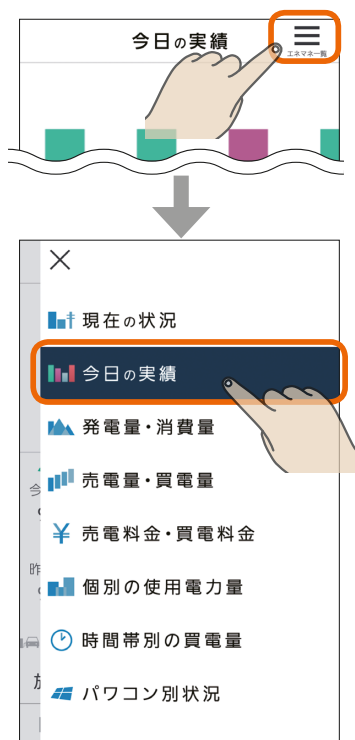 今日の実績
エネマネ一覧
現在の状況
今日の実績
発電量・消費量
今
売電量・買電量
売電料金・買電料金
昨
個別の使用電力量
時間帯別の買電量
パワコン別状況